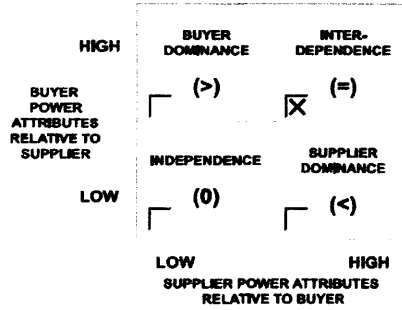 HIGH
BUYER
DOMINANCE
(>)
INTER-
DEPENDENCE
(=)
X
BUYER
POWER
ATTRIBUTES
RELATIVE TO
SUPPLIER
INDEPENDENCE
(0)
SUPPLIER
DOMINANCE
(<)
LOW
LOW
HIGH
SUPPLIER POWER ATTRIBUTES
RELATIVE TO BUYER